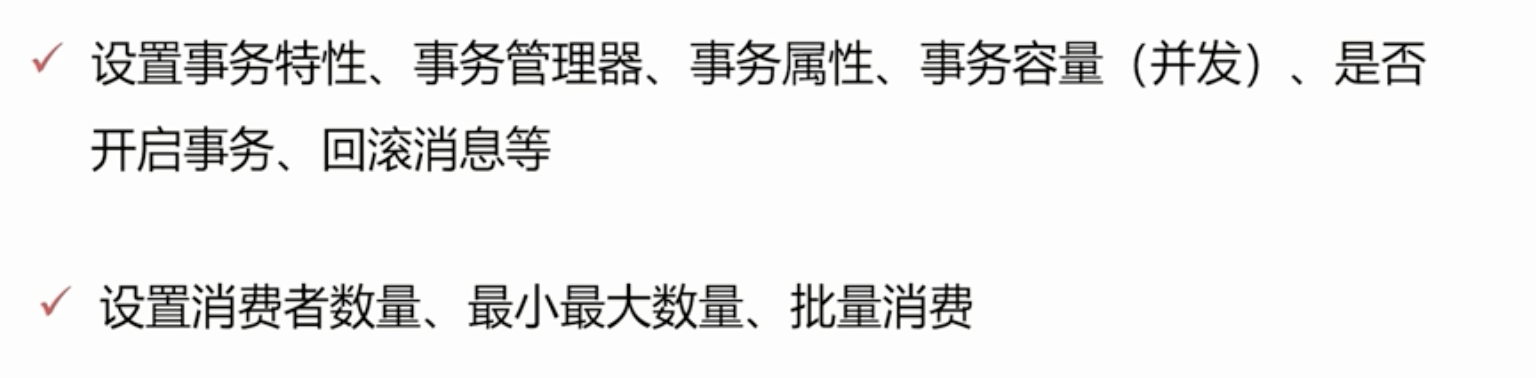 ✓ 设置事务特性、事务管理器、事务属性、事务容量（并发）、是否
开启事务、回滚消息等
✓ 设置消费者数量、最小最大数量、批量消费